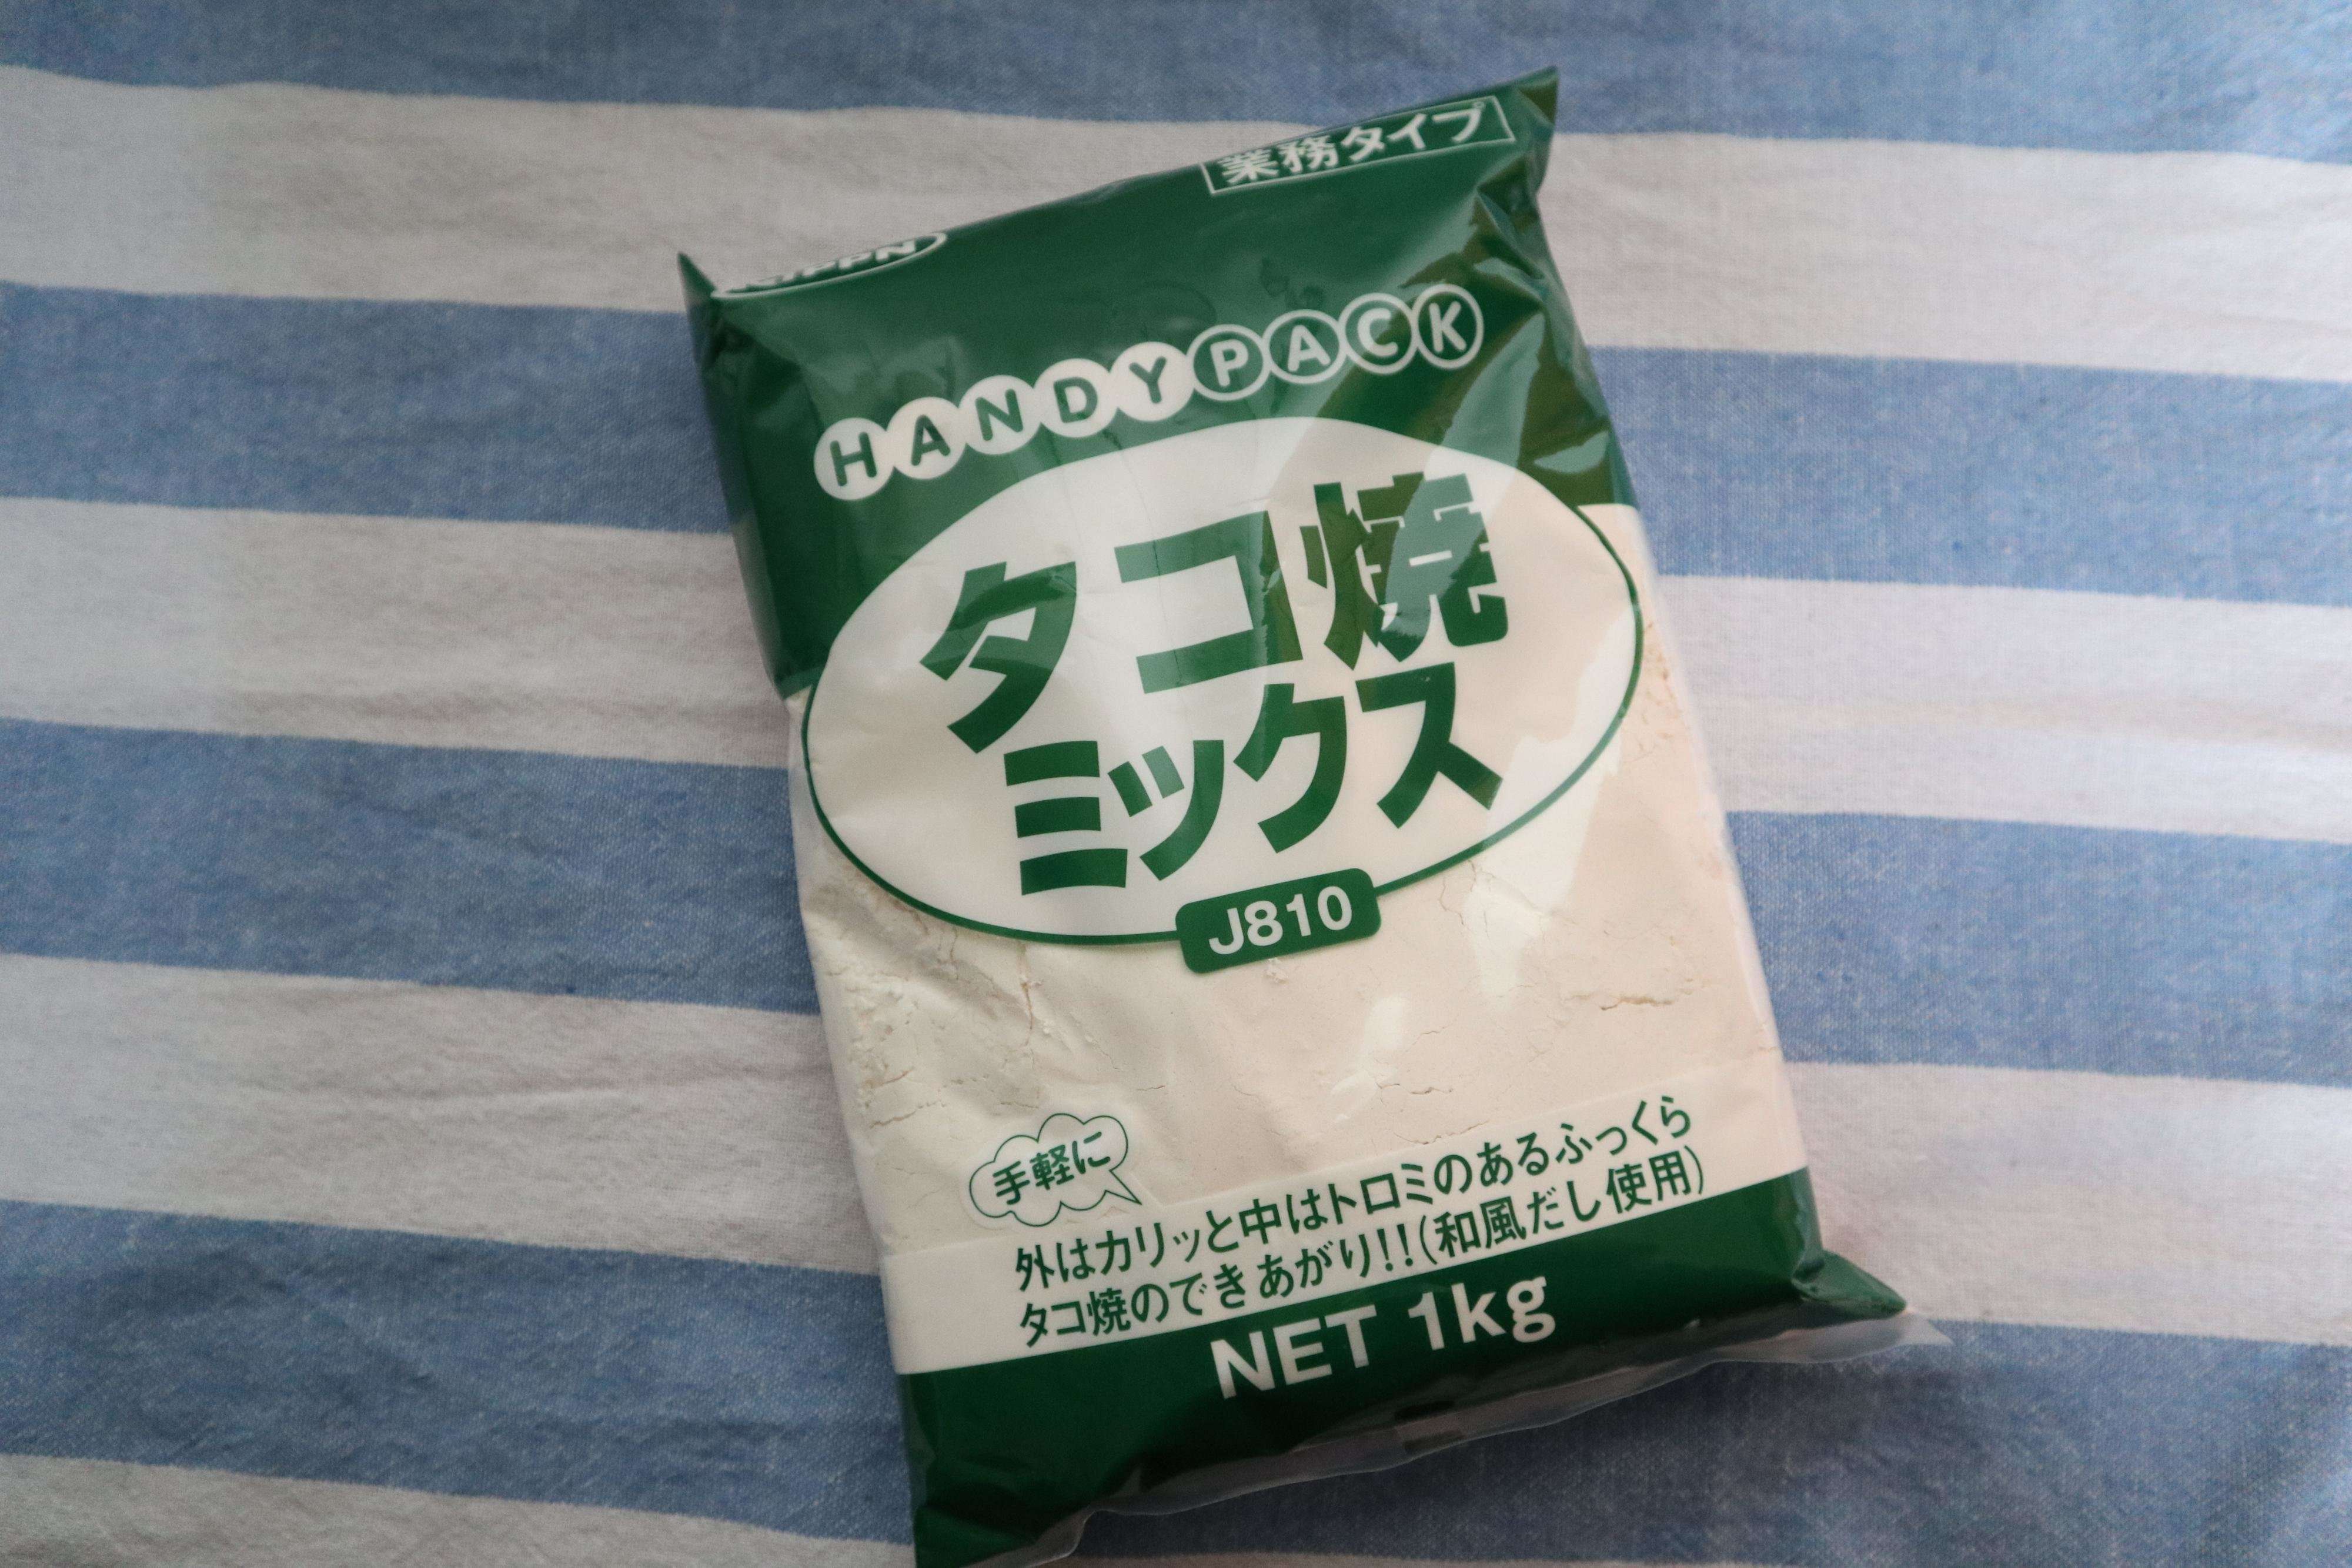 業務タイプ
NIPPN
HANDYPACK
タコ焼
ミックス
J810
手軽に
外はカリッと中はトロミのあるふっくら
タコ焼のできあがり!!(和風だし使用)
NET 1kg